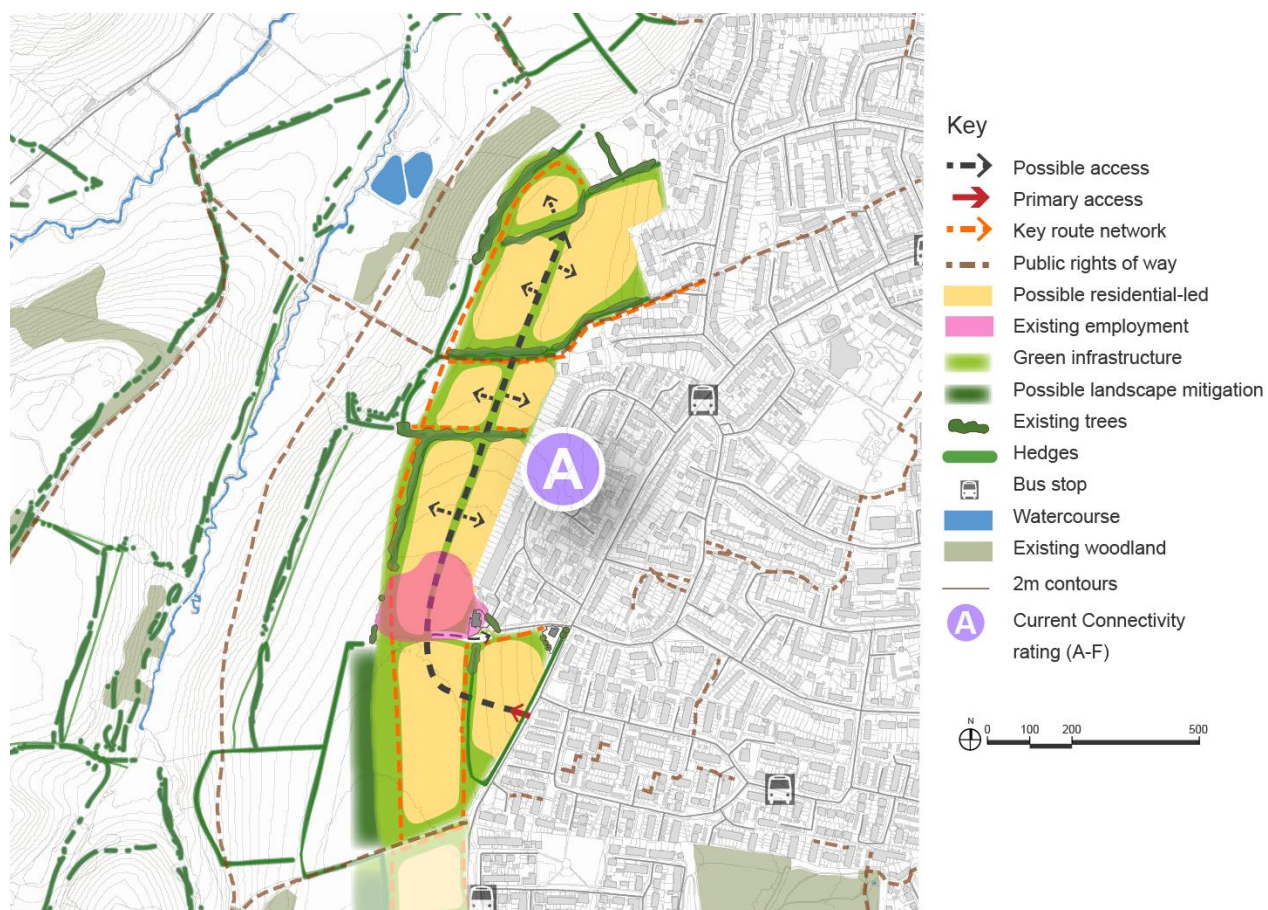 Key
Possible access
Primary access
Key route network
Public rights of way
Possible residential-led
Existing employment
Green infrastructure
Possible landscape mitigation
Existing trees
Hedges
Bus stop
Watercourse
Existing woodland
2m contours
A
Current Connectivity
rating (A-F)
A
N
0 100 200 500